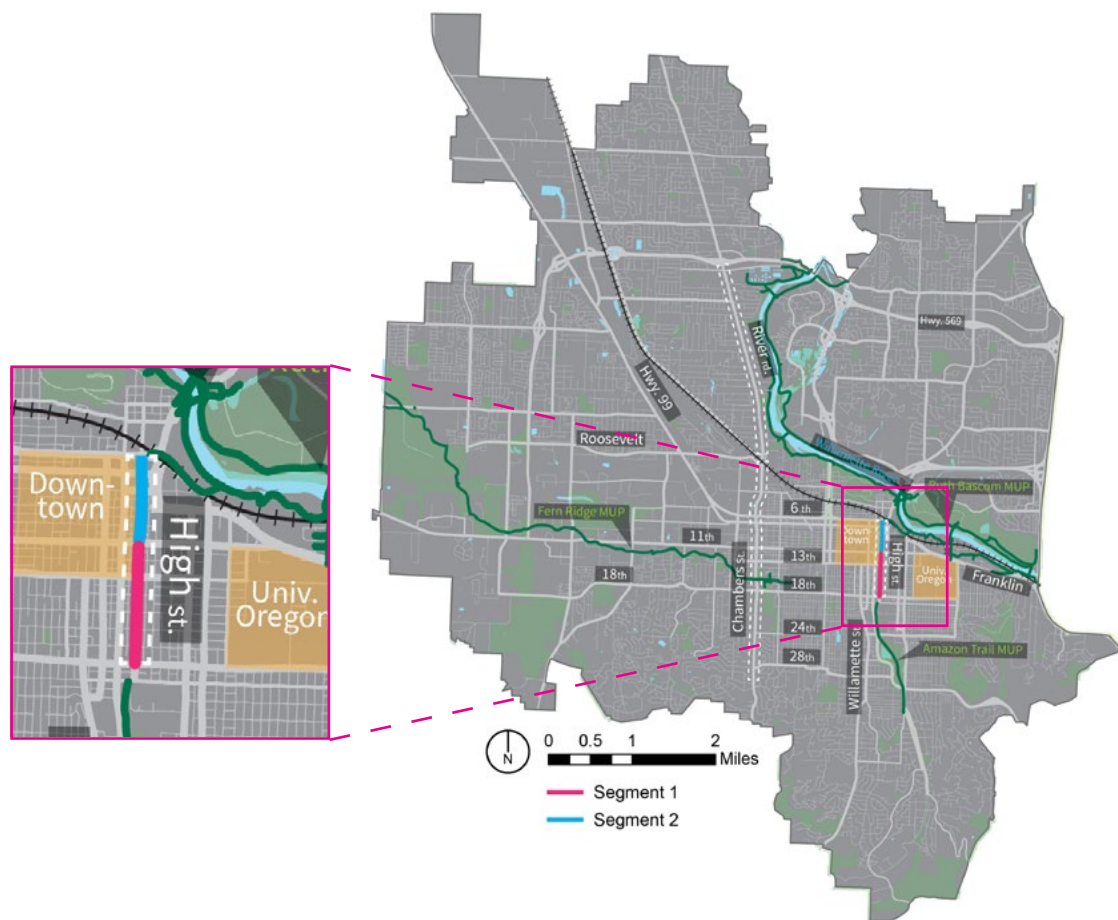 Hwy. 569
River rds.
Hwy. 99
Roosevelt
Willamette
Ruth Bascom MUP
6th
Fern Ridge MUP
11th
Down-
town
13th
High st.
Univ.
Oregon
Franklin
18th
18th
Chambers st.
24th
Willamette st.
28th
Amazon Trail MUP
Down-
town
High st.
Univ.
Oregon
N
0 0.5 1 2
Miles
Segment 1
Segment 2